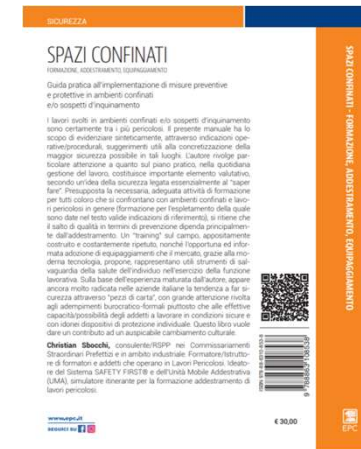 SICUREZZA
SPAZI CONFINATI
FORMAZIONE, ADDESTRAMENTO, EQUIPAGGIAMENTO
Guida pratica all'implementazione di misure preventive
e protettive in ambienti confinati
e/o sospetti d'inquinamento
I lavori svolti in ambienti confinati e/o sospetti d'inquinamento
sono certamente tra i più pericolosi. Il presente manuale ha lo
scopo di evidenziare sinteticamente, attraverso indicazioni ope-
rative/procedurali, suggerimenti utili alla concretizzazione della
maggior sicurezza possibile in tali luoghi. L'autore rivolge par-
ticolare attenzione a quanto sul piano pratico, nella quotidiana
gestione del lavoro, costituisce importante elemento valutativo,
secondo un'idea della sicurezza legata essenzialmente al "saper
fare". Presupposta la necessaria, adeguata attività di formazione
per tutti coloro che si confrontano con ambienti confinati e lavo-
ri pericolosi in genere (formazione per l'espletamento della quale
sono date nel testo valide indicazioni di riferimento), si ritiene che
il salto di qualità in termini di prevenzione dipenda principalmen-
te dall'addestramento. Un "training" sul campo, appositamente
costruito e costantemente ripetuto, nonché l'opportuna ed infor-
mata adozione di equipaggiamenti che il mercato, grazie alla mo-
derna tecnologia, propone, rappresentano utili strumenti di sal-
vaguardia della salute dell'individuo nell'esercizio della funzione
lavorativa. Sulla base dell'esperienza maturata dall'autore, appare
ancora molto radicata nelle aziende italiane la tendenza a far si-
curezza attraverso "pezzi di carta", con grande attenzione rivolta
agli adempimenti burocratico-formali piuttosto che alle effettive
capacità/possibilità degli addetti a lavorare in condizioni sicure e
con idonei dispositivi di protezione individuale. Questo libro vuole
dare un contributo ad un auspicabile cambiamento culturale.
Christian Sbocchi, consulente/RSPP nei Commissariamenti
Straordinari Prefettizi e in ambito industriale. Formatore/istrutto-
re di formatori e addetti che operano in Lavori Pericolosi. Ideato-
re del Sistema SAFETY FIRST® e dell'Unità Mobile Addestrativa
(UMA), simulatore itinerante per la formazione addestramento di
lavori pericolosi.
www.epc.it
SEGUICI SU
€ 30,00
SPAZI CONFINATI - FORMAZIONE, ADDESTRAMENTO, EQUIPAGGIAMENTO
EPC